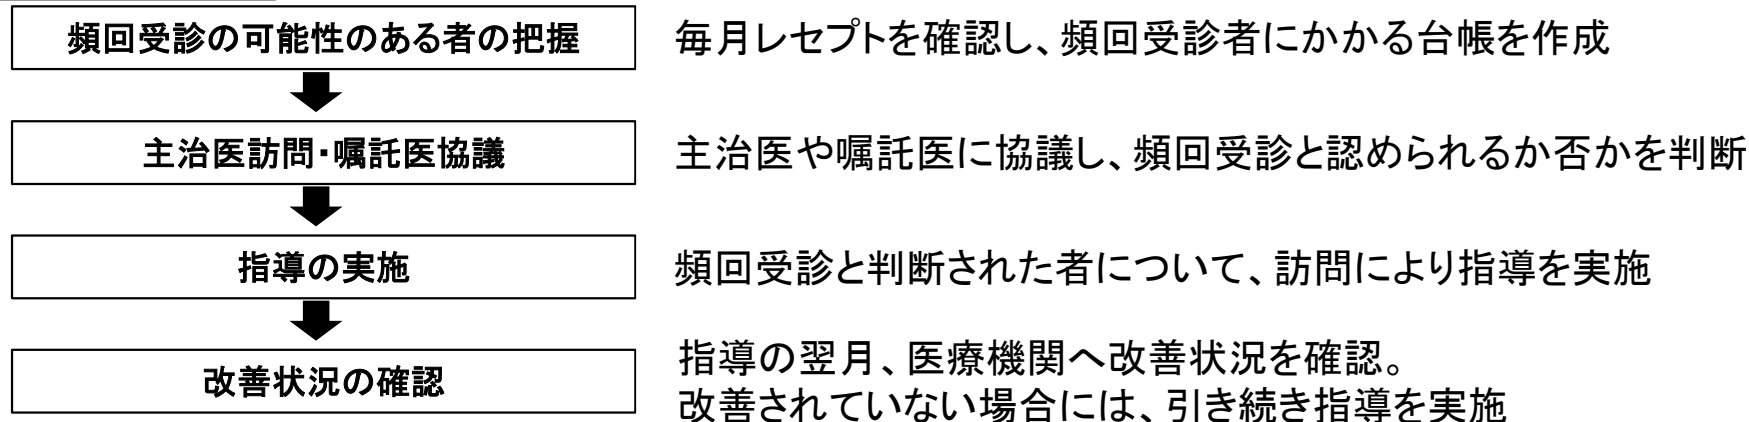 頻回受診の可能性のある者の把握
毎月レセプトを確認し、頻回受診者にかかる台帳を作成
主治医訪問・嘱託医協議
主治医や嘱託医に協議し、頻回受診と認められるか否かを判断
指導の実施
頻回受診と判断された者について、訪問により指導を実施
改善状況の確認
指導の翌月、医療機関へ改善状況を確認。
改善されていない場合には、引き続き指導を実施